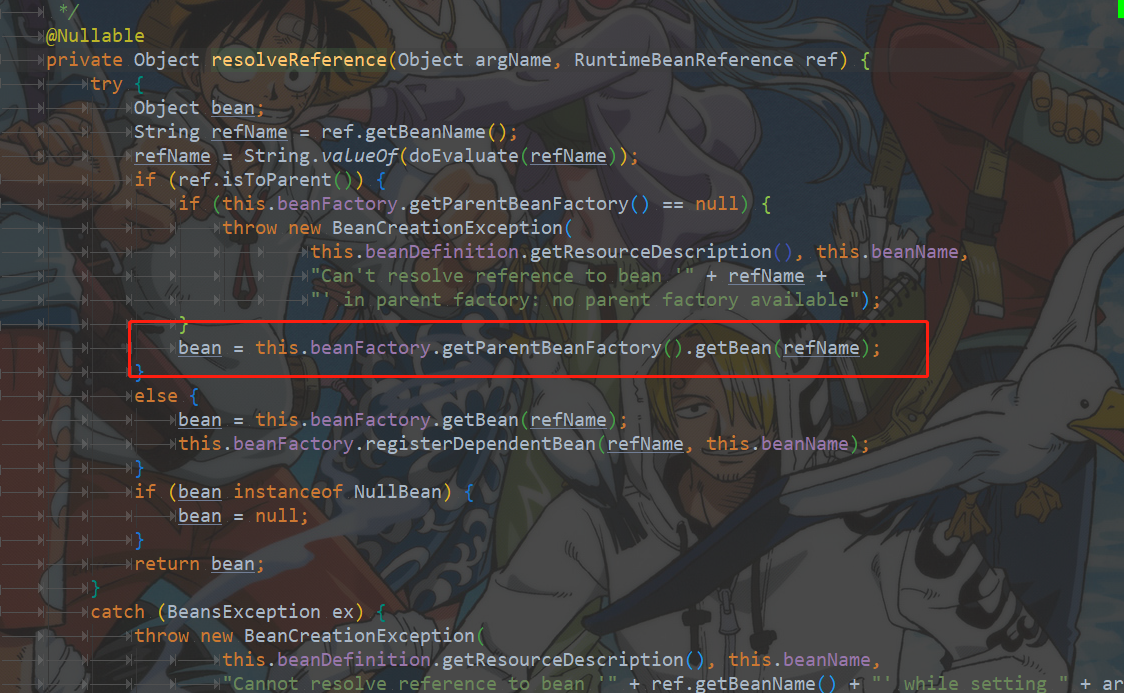 */
@Nullable
private Object resolveReference(Object argName, RuntimeBeanReference ref) {
try {
Object bean;
String refName = ref.getBeanName();
refName = String.valueOf(doEvaluate(refName));
if (ref.isToParent()) {
if (this.beanFactory.getParentBeanFactory() == null) {
throw new BeanCreationException(
this.beanDefinition.getResourceDescription(), this.beanName,
"Can't resolve reference to bean '" + refName +
"' in parent factory: no parent factory available");
}
bean = this.beanFactory.getParentBeanFactory().getBean(refName);
}
else {
bean = this.beanFactory.getBean(refName);
this.beanFactory.registerDependentBean(refName, this.beanName);
}
if (bean instanceof NullBean) {
bean = null;
}
return bean;
}
catch (BeansException ex) {
throw new BeanCreationException(
this.beanDefinition.getResourceDescription(), this.beanName,
"Cannot resolve reference to bean '" + ref.getBeanName() + "' while setting " + ar